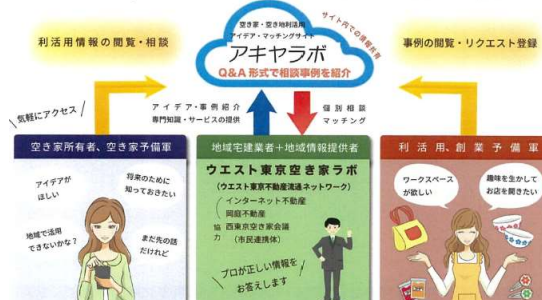 空き家・空き地利活用
アイデア・マッチングサイト
アキヤラボ
Q&A 形式で相談事例を紹介
サイト内での情報共有
利活用情報の閲覧・相談
事例の閲覧・リクエスト登録
気軽にアクセス
アイデア・事例紹介
専門知識・サービスの提供
個別相談
マッチング
空き家所有者、空き家予備軍
アイデアが
ほしい
将来のために
知っておきたい
地域で活用
できないかな?
まだ先の話
だけれど
地域宅建業者+地域情報提供者
ウエスト東京空き家ラボ
(ウエスト東京不動産流通ネットワーク)
協力
インターネット不動産
岡庭不動産
西東京空き家会議
(市民連携体)
プロが正しい情報を
お答えします
利活用、創業予備軍
ワークスペース
が欲しい
趣味を生かして
お店を開きたい